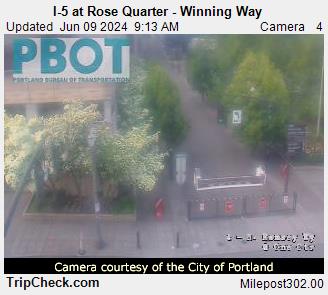 I-5 at Rose Quarter - Winning Way
Updated Jun 09 2024 9:13 AM Camera 4
PBOT
PORTLAND BUREAU OF TRANSPORTATION
Camera courtesy of the City of Portland
TripCheck.com Milepost302.00